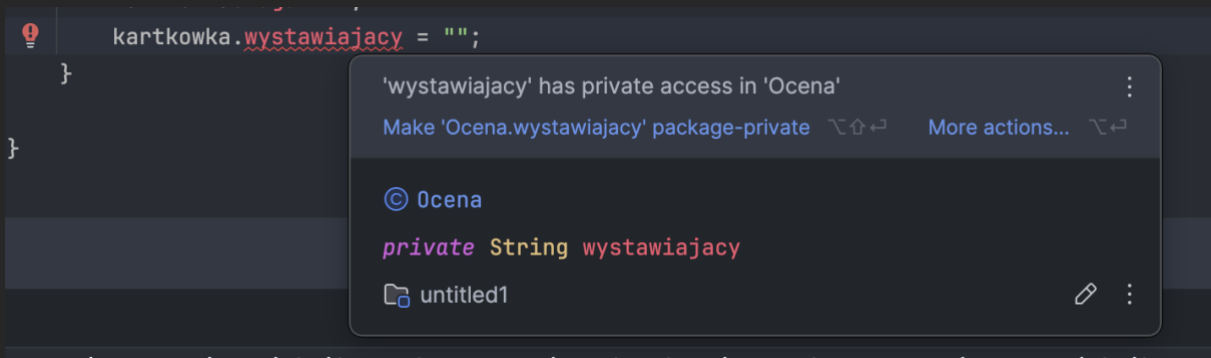 kartkowka.wystawiajacy = "";
}
'wystawiajacy' has private access in 'Ocena'
Make 'Ocena.wystawiajacy' package-private ⌥⇧⏎ More actions... ⌥⏎
}
© Ocena
private String wystawiajacy
untitled1